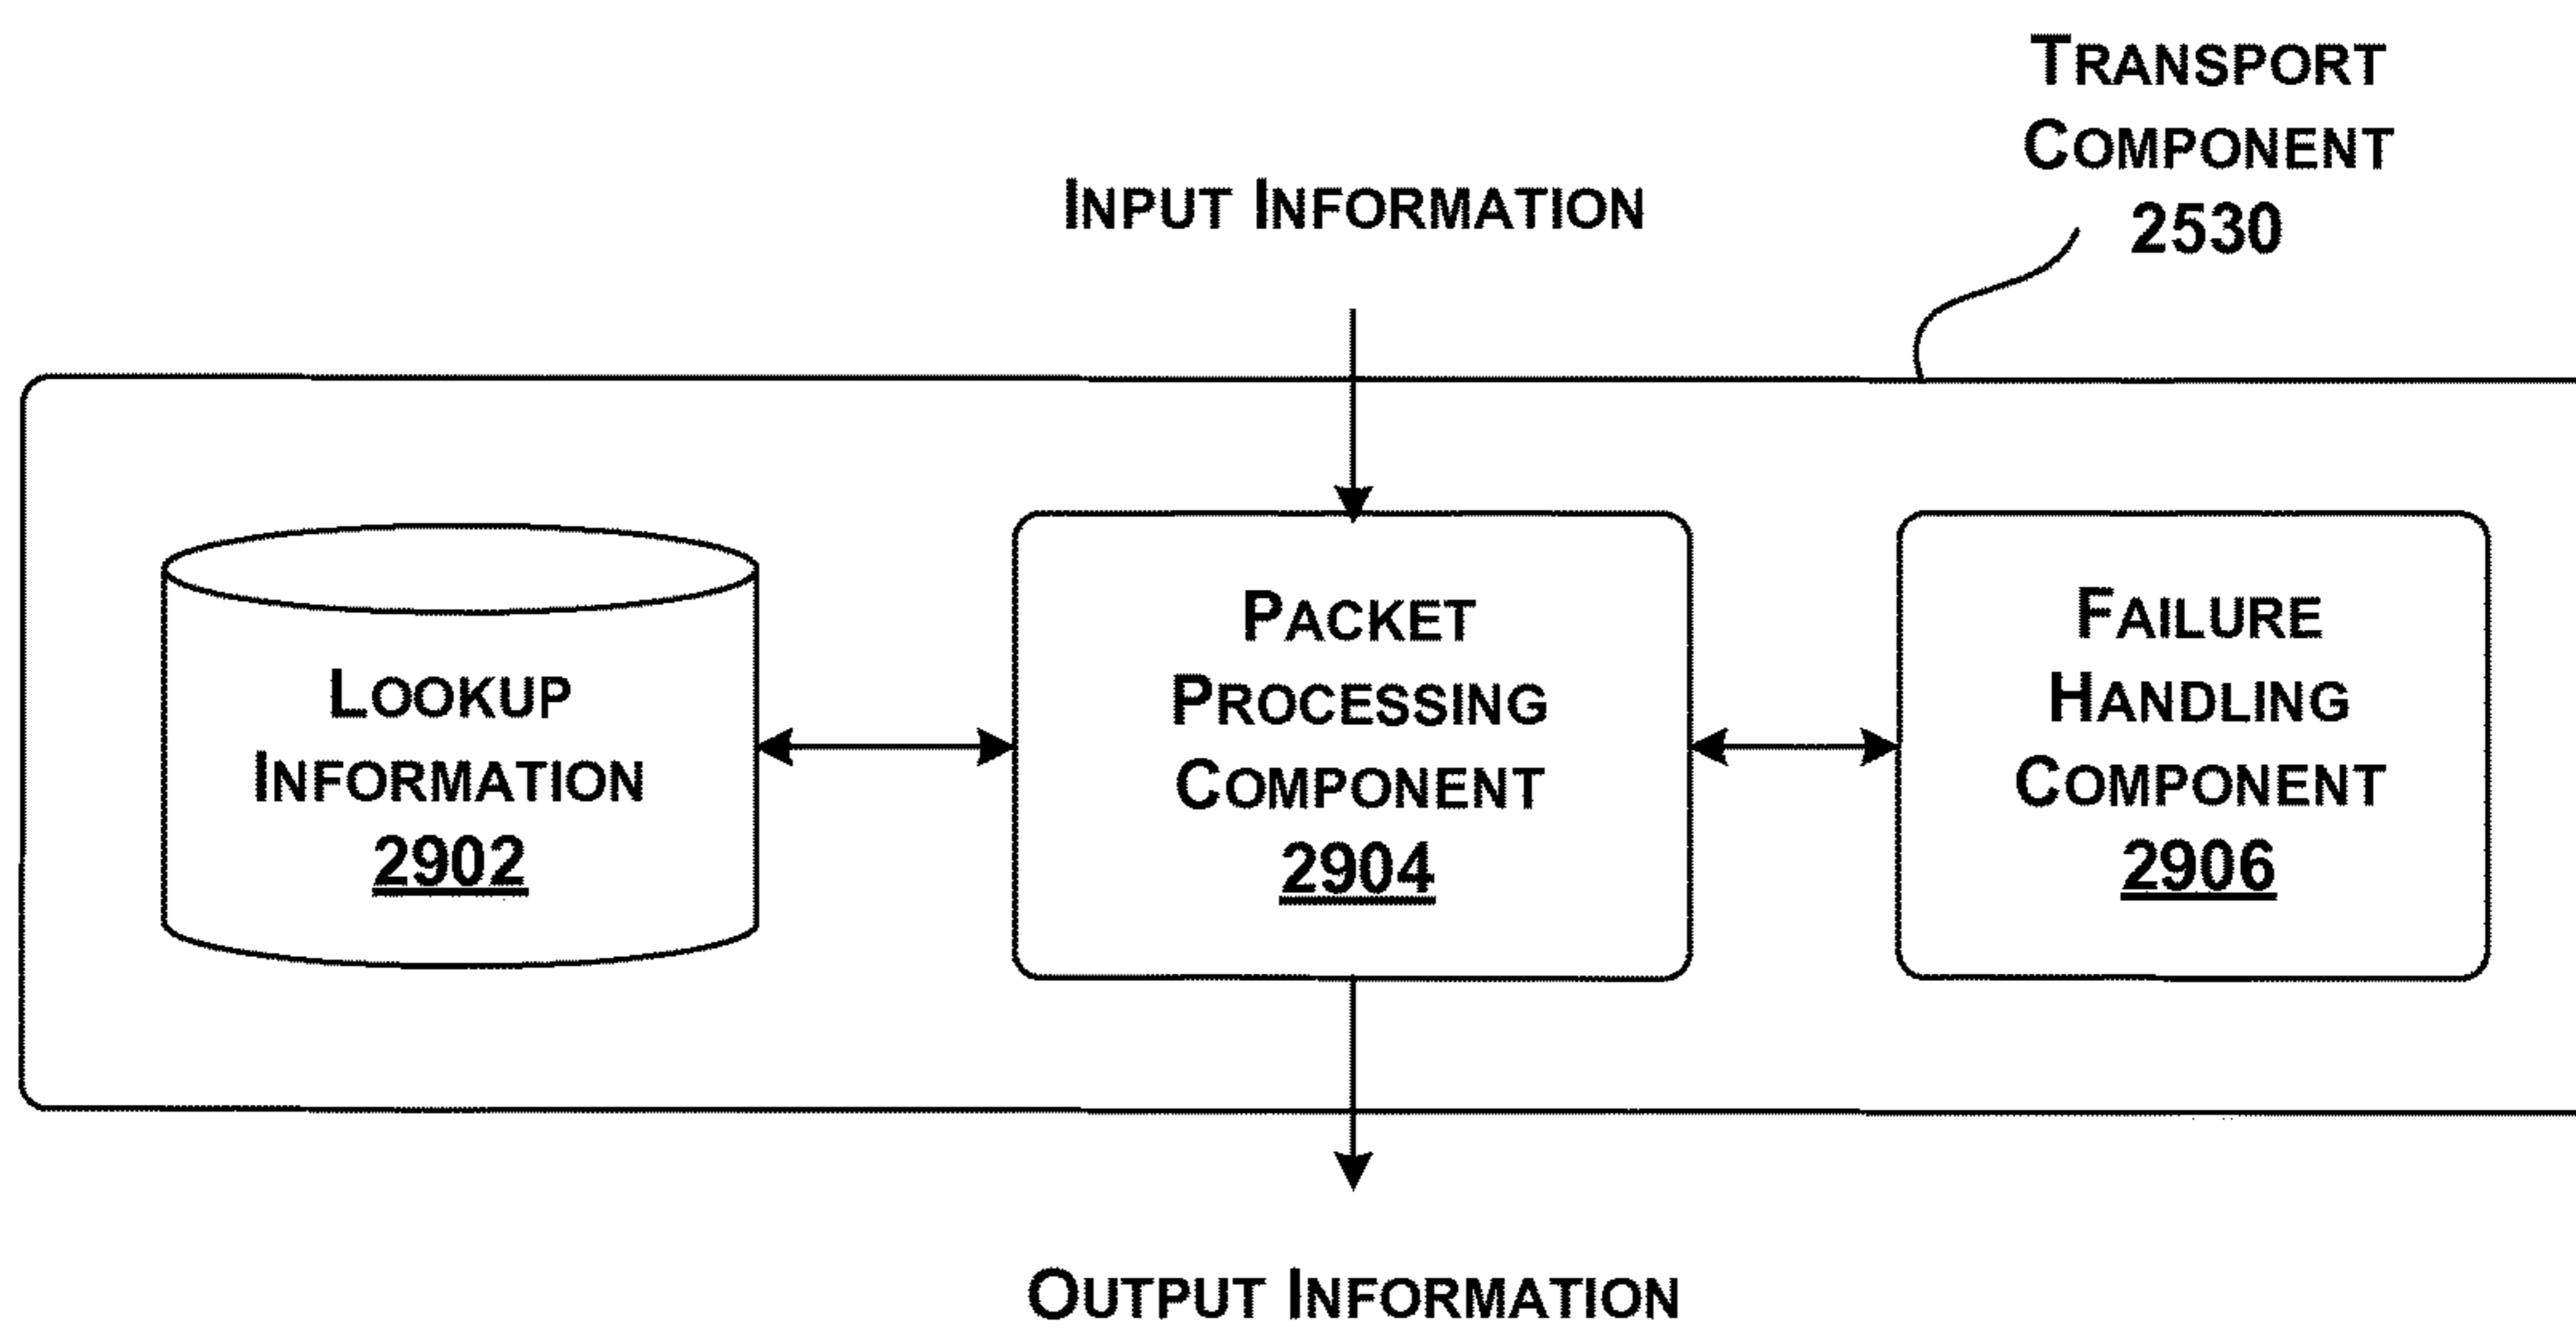 TRANSPORT
COMPONENT
2530
INPUT INFORMATION
LOOKUP
INFORMATION
2902
PACKET
PROCESSING
COMPONENT
2904
FAILURE
HANDLING
COMPONENT
2906
OUTPUT INFORMATION